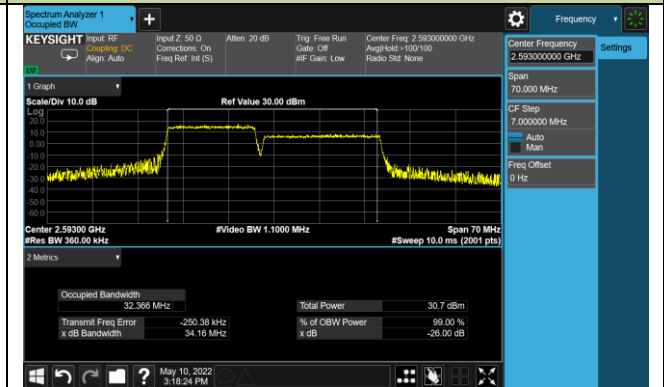 Spectrum Analyzer 1
Occupied BW
Frequency
KEYSIGHT
Input: RF
Coupling: DC
Align: Auto
Input Z: 50 Ω
Corrections: On
Freq Ref: Int (S)
Atten: 20 dB
Trig: Free Run
Gate: Off
#IF Gain: Low
Center Freq: 2.593000000 GHz
Avg|Hold:>100/100
Radio Std: None
LW
Center Frequency
2.593000000 GHz
Settings
Span
70.000 MHz
CF Step
7.000000 MHz
Auto
Man
Freq Offset
0 Hz
1 Graph
Scale/Div 10.0 dB
Ref Value 30.00 dBm
Log
20.0
10.0
0.00
-10.0
-20.0
-30.0
-40.0
-50.0
-60.0
Center 2.59300 GHz
#Video BW 1.1000 MHz
Span 70 MHz
#Res BW 360.00 kHz
#Sweep 10.0 ms (2001 pts)
2 Metrics
Occupied Bandwidth
32.366 MHz
Total Power 30.7 dBm
Transmit Freq Error -250.38 kHz
% of OBW Power 99.00 %
x dB Bandwidth 34.16 MHz
x dB -26.00 dB
May 10, 2022
3:18:24 PM